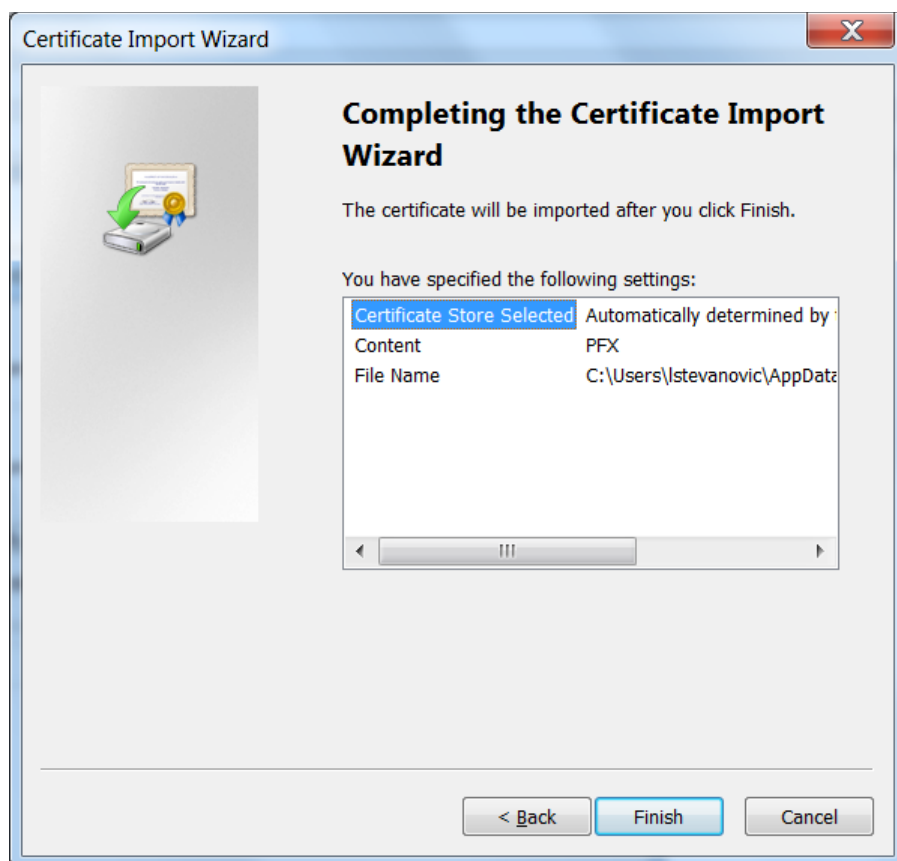 Certificate Import Wizard
Completing the Certificate Import
Wizard
The certificate will be imported after you click Finish.
You have specified the following settings:
Certificate Store Selected Automatically determined by
Content PFX
File Name C:\Users\lstevanovic\AppData
< Back Finish Cancel